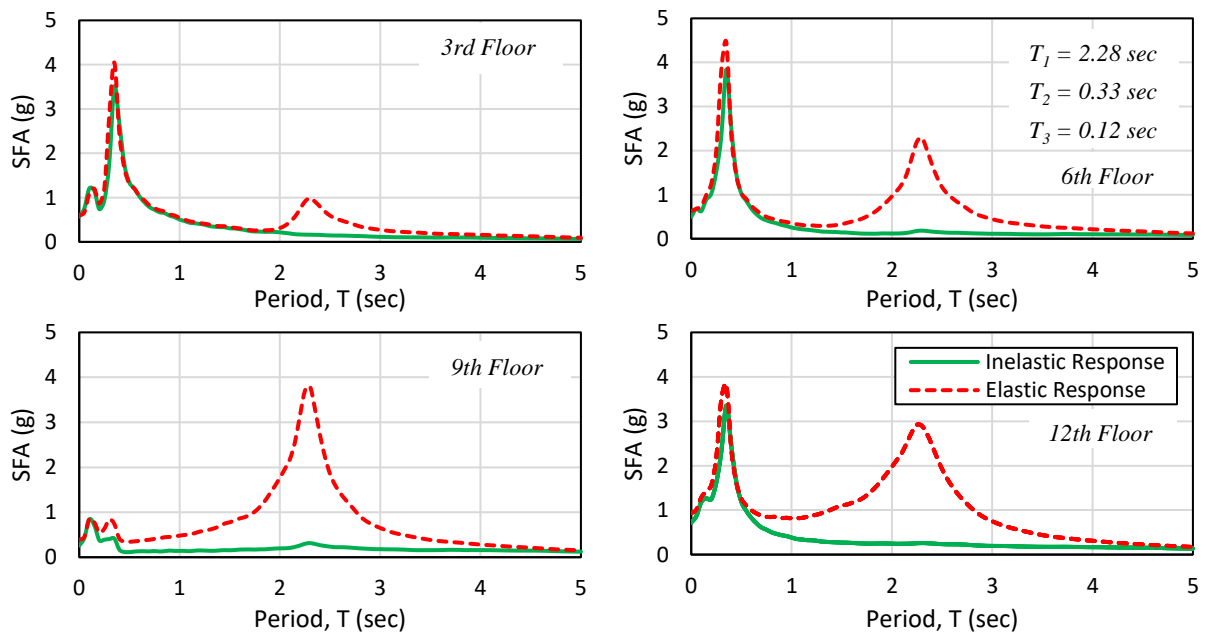 5
4
3
2
1
0
SFA (g)
3rd Floor
0 1 2 3 4 5
Period, T (sec)
5
4
3
2
1
0
SFA (g)
T1 = 2.28 sec
T2 = 0.33 sec
T3 = 0.12 sec
6th Floor
0 1 2 3 4 5
Period, T (sec)
5
4
3
2
1
0
SFA (g)
9th Floor
0 1 2 3 4 5
Period, T (sec)
5
4
3
2
1
0
SFA (g)
Inelastic Response
Elastic Response
12th Floor
0 1 2 3 4 5
Period, T (sec)